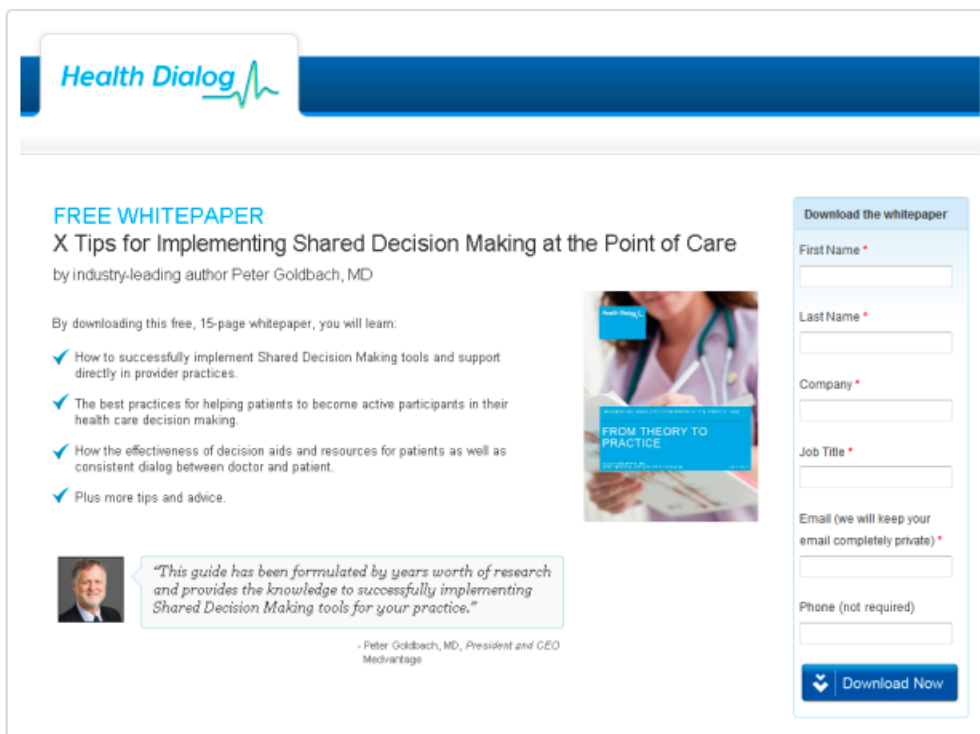 Health Dialog
FREE WHITEPAPER
X Tips for Implementing Shared Decision Making at the Point of Care
by industry-leading author Peter Goldbach, MD
By downloading this free, 15-page whitepaper, you will learn:
How to successfully implement Shared Decision Making tools and support
directly in provider practices.
The best practices for helping patients to become active participants in their
health care decision making.
How the effectiveness of decision aids and resources for patients as well as
consistent dialog between doctor and patient.
Plus more tips and advice.
Health Dialog
FROM THEORY TO
PRACTICE
"This guide has been formulated by years worth of research
and provides the knowledge to successfully implementing
Shared Decision Making tools for your practice."
- Peter Goldbach, MD, President and CEO
Medvantage
Download the whitepaper
First Name *
Last Name *
Company *
Job Title *
Email (we will keep your
email completely private) *
Phone (not required)
Download Now